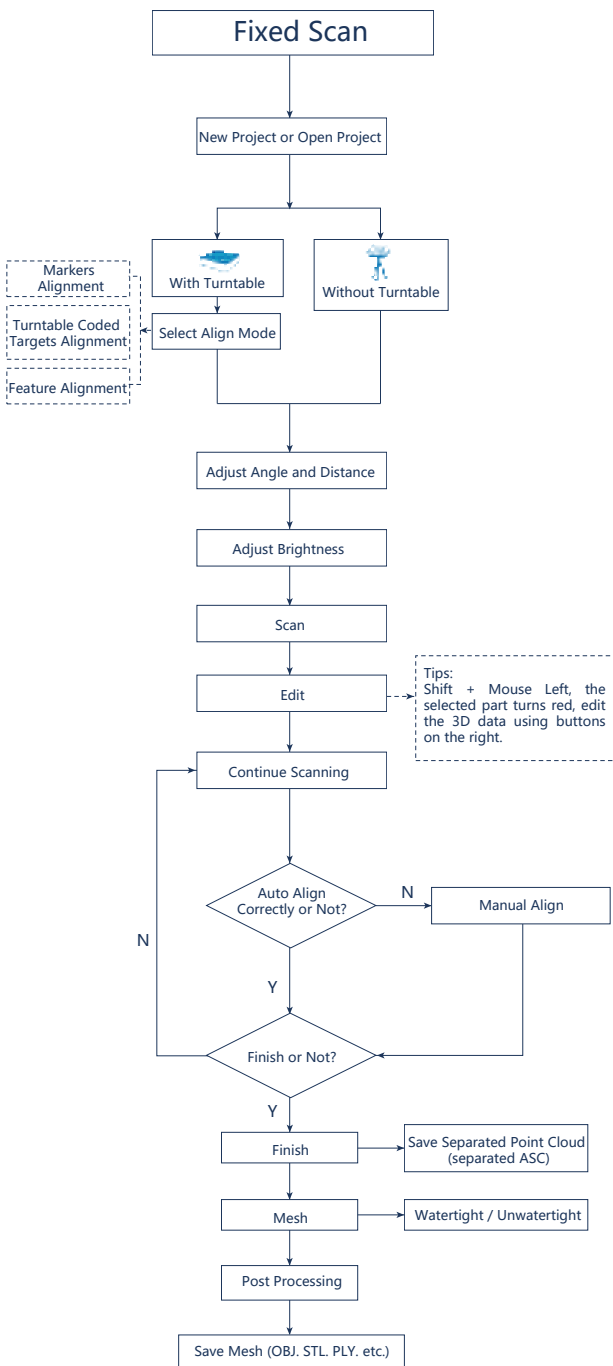 Fixed Scan
New Project or Open Project
With Turntable
Without Turntable
Markers
Alignment
Turntable Coded
Targets Alignment
Feature Alignment
Select Align Mode
Adjust Angle and Distance
Adjust Brightness
Scan
Edit
Tips:
Shift + Mouse Left, the
selected part turns red, edit
the 3D data using buttons
on the right.
Continue Scanning
Auto Align
Correctly or Not?
N
Manual Align
N
Y
Finish or Not?
Y
Finish
Save Separated Point Cloud
(separated ASC)
Mesh
Watertight / Unwatertight
Post Processing
Save Mesh (OBJ. STL. PLY. etc.)